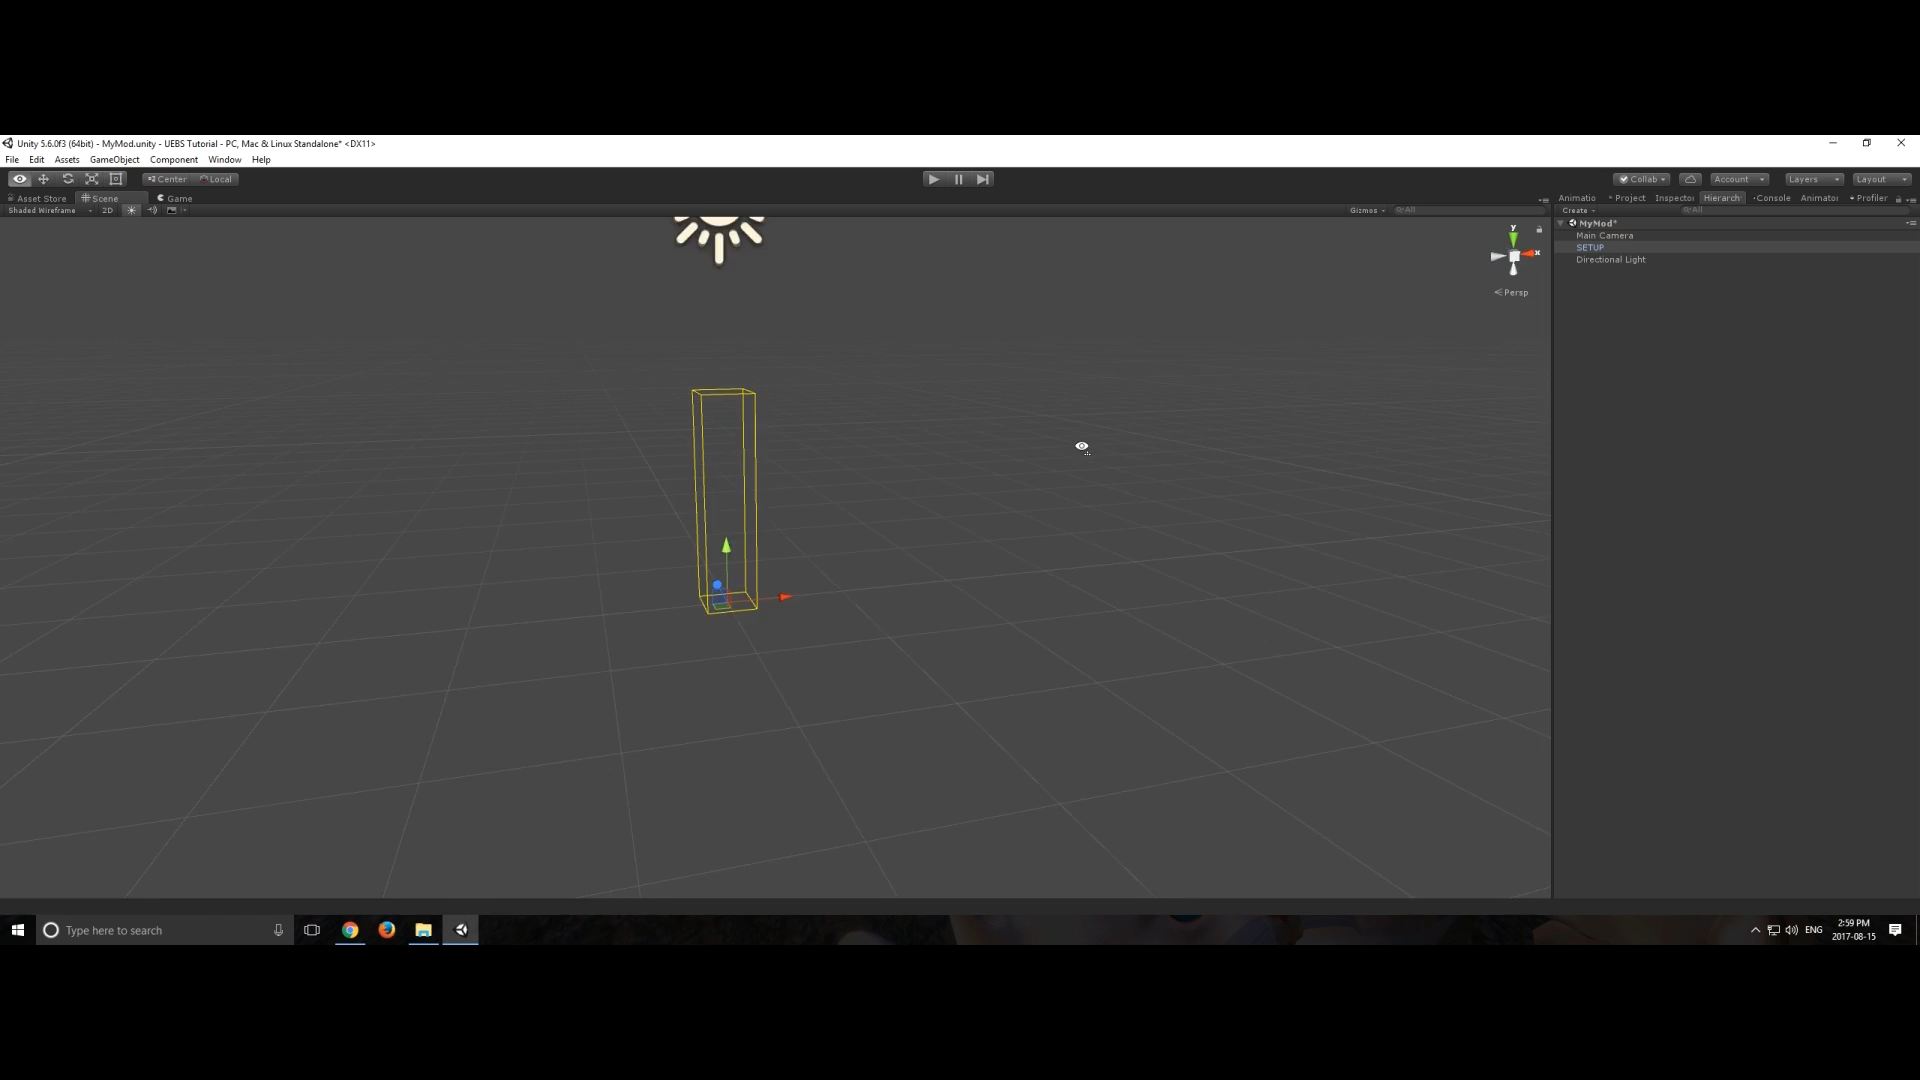 Unity 5.6.0f3 (64bit) - MyMod.unity - UEBS Tutorial - PC, Mac & Linux Standalone* <DX11>
File Edit Assets GameObject Component Window Help
Center Local Collab Account Layers Layout
Asset Store Scene Game Animatio Project Inspector Hierarch Console Animator Profiler
Shaded Wireframe 2D Gizmos All Create All
MyMod*
Main Camera
SETUP
Directional Light
y
x
Persp
Type here to search
ENG
2:59 PM
2017-08-15